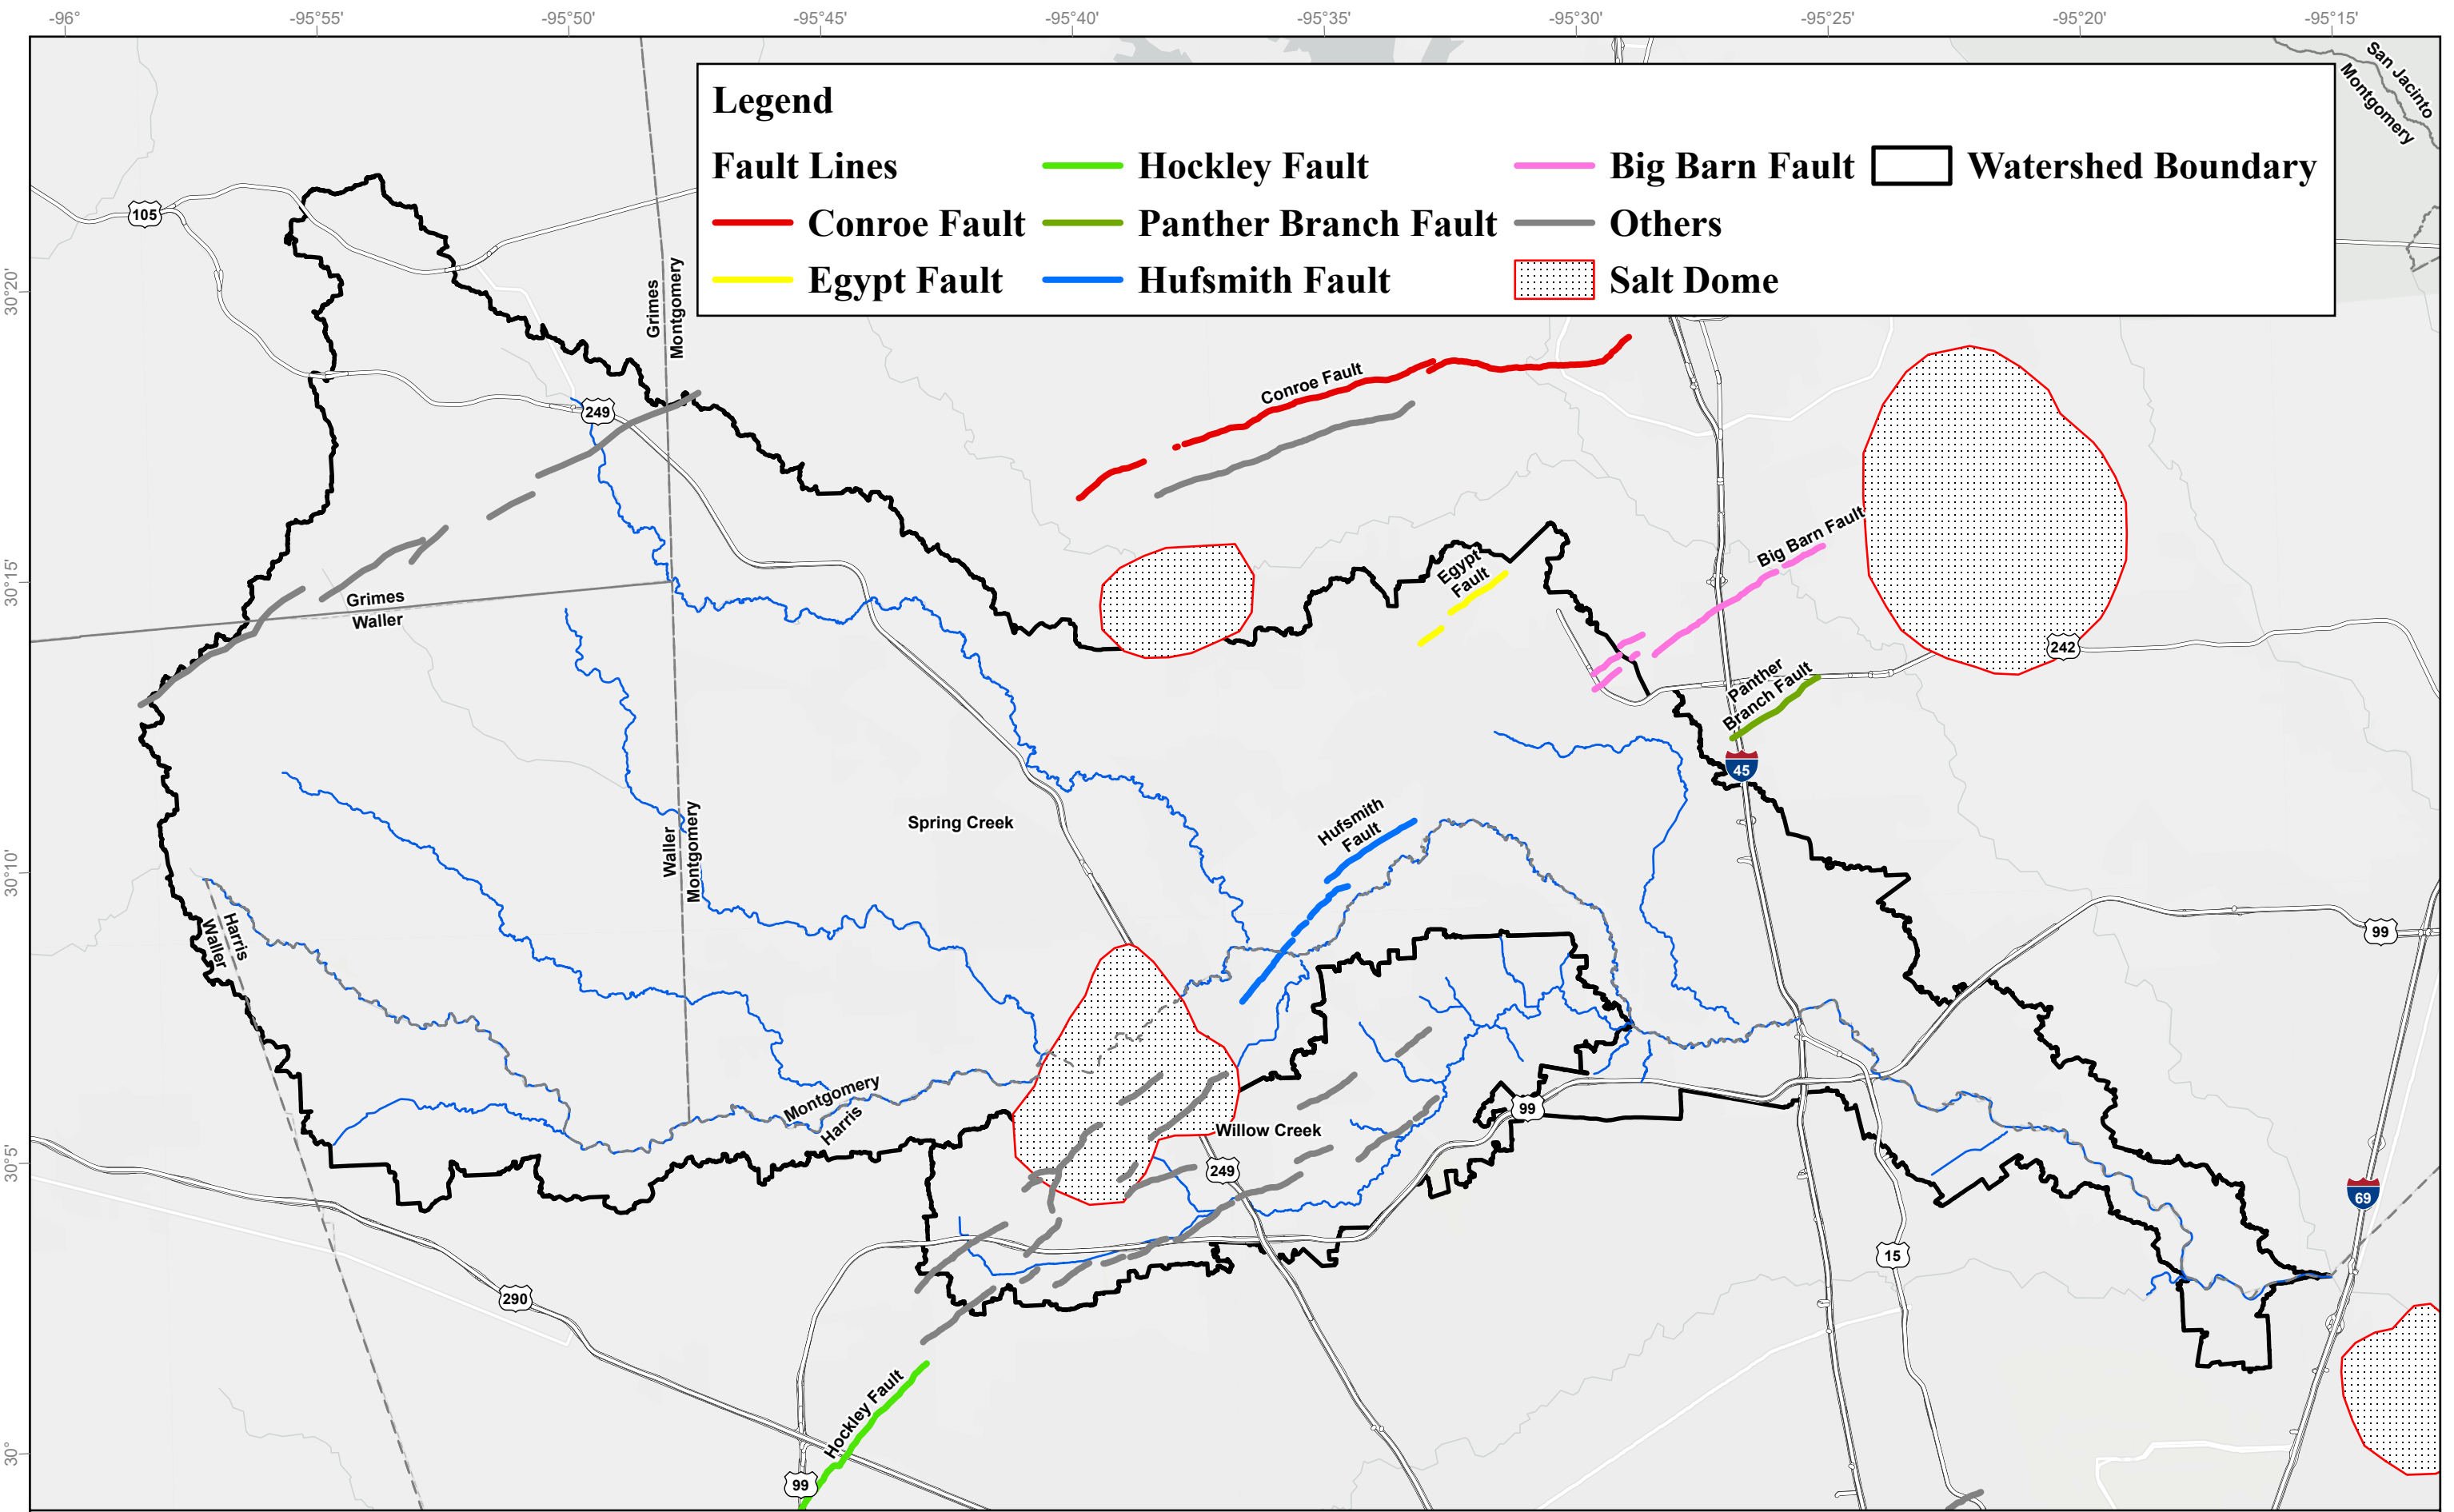 -96°
-95°55'
-95°50'
-95°45'
-95°40'
-95°35'
-95°30'
-95°25'
-95°20'
-95°15'
San Jacinto
Montgomery
Legend
Fault Lines
Conroe Fault
Egypt Fault
Hockley Fault
Panther Branch Fault
Hufsmith Fault
Big Barn Fault
Others
Salt Dome
Watershed Boundary
105
30°20'
Grimes
Montgomery
Conroe Fault
249
Big Barn Fault
Egypt
Fault
30°15'
Grimes
Waller
242
Panther
Branch Fault
45
Spring Creek
Hufsmith
Fault
Waller
Montgomery
30°10'
Harris
Waller
99
Montgomery
Harris
99
Willow Creek
30°5'
249
69
15
290
Hockley Fault
30°
99